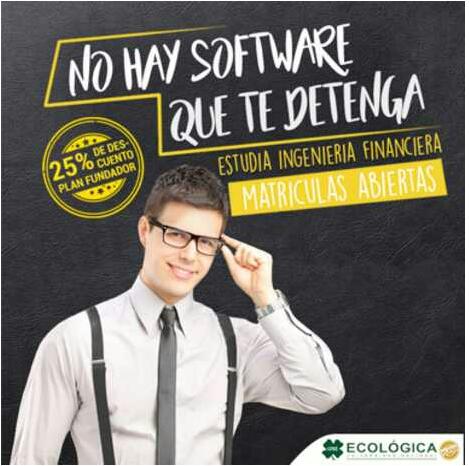 NO HAY SOFTWARE
QUE TE DETENGA
25% DE DES-
CUENTO
PLAN FUNDADOR
ESTUDIA INGENIERIA FINANCIERA
MATRICULAS ABIERTAS
ECOLÓGICA